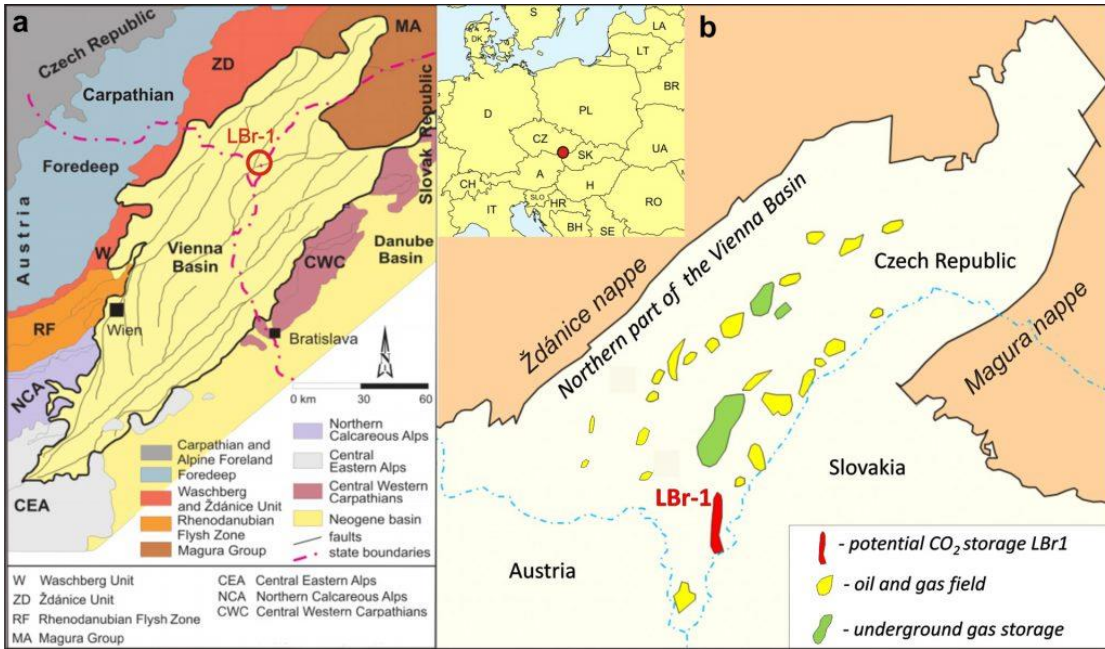 a
Czech Republic
Carpathian
Foredeep
ZD
MA
LBr-1
Slovak Republic
Austria
W
Vienna
Basin
Danube
Basin
CWC
Wien
RF
Bratislava
NCA
CEA
0 km 30 60
Carpathian and
Alpine Foreland
Foredeep
Waschberg
and Ždánice Unit
Rhenodanubian
Flysh Zone
Magura Group
Northern
Calcareous Alps
Central
Eastern Alps
Central Western
Carpathians
Neogene basin
faults
state boundaries
W Waschberg Unit
ZD Ždánice Unit
RF Rhenodanubian Flysh Zone
MA Magura Group
CEA Central Eastern Alps
NCA Northern Calcareous Alps
CWC Central Western Carpathians
S
DK
LA
LT
BR
D
PL
CZ
SK
UA
A
H
CH
SLO
HR
RO
IT
BH
SE
b
Ždánice nappe
Northern part of the Vienna Basin
Czech Republic
Magura nappe
Slovakia
LBr-1
Austria
- potential CO₂ storage LBr1
- oil and gas field
- underground gas storage